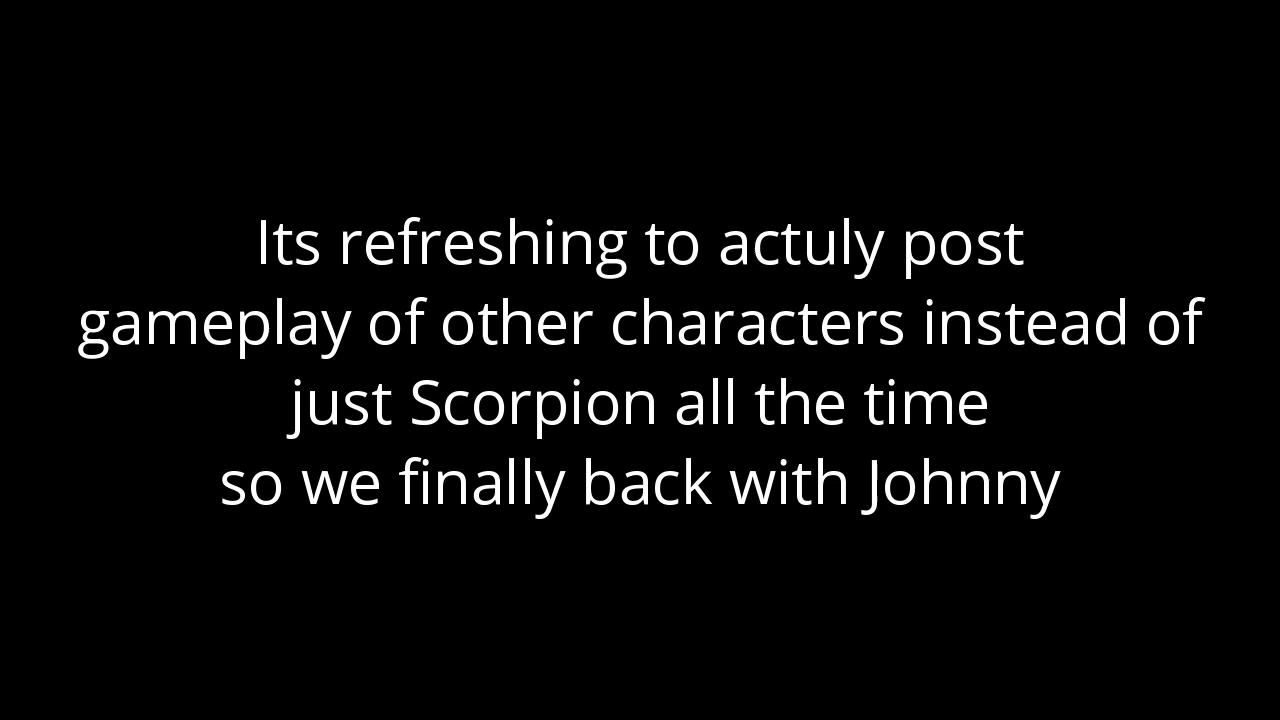 Its refreshing to actuly post
gameplay of other characters instead of
just Scorpion all the time
so we finally back with Johnny